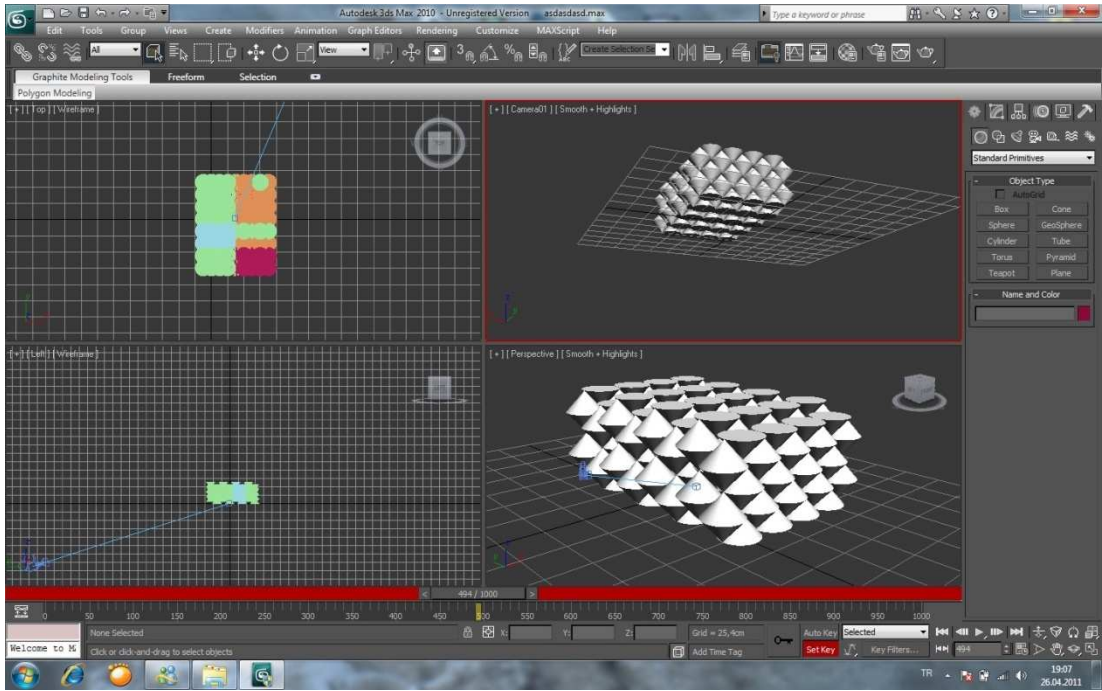 Autodesk 3ds Max 2010 - Unregistered Version asdasdasd.max
Type a keyword or phrase
Edit Tools Group Views Create Modifiers Animation Graph Editors Rendering Customize MAXScript Help
All View Create Selection Se
Graphite Modeling Tools Freeform Selection
Polygon Modeling
[ + ] [ Top ] [ Wireframe ]
[ + ] [ Camera01 ] [ Smooth + Highlights ]
Standard Primitives
Object Type
AutoGrid
Box Cone
Sphere GeoSphere
Cylinder Tube
Torus Pyramid
Teapot Plane
Name and Color
[ + ] [ Left ] [ Wireframe ]
[ + ] [ Perspective ] [ Smooth + Highlights ]
< 494 / 1000 >
0 50 100 150 200 250 300 350 400 450 500 550 600 650 700 750 800 850 900 950 1000
None Selected X: Y: Z: Grid = 25,4cm Auto Key Selected
Welcome to M Click or click-and-drag to select objects Add Time Tag Set Key Key Filters... 494
TR 19:07
26.04.2011